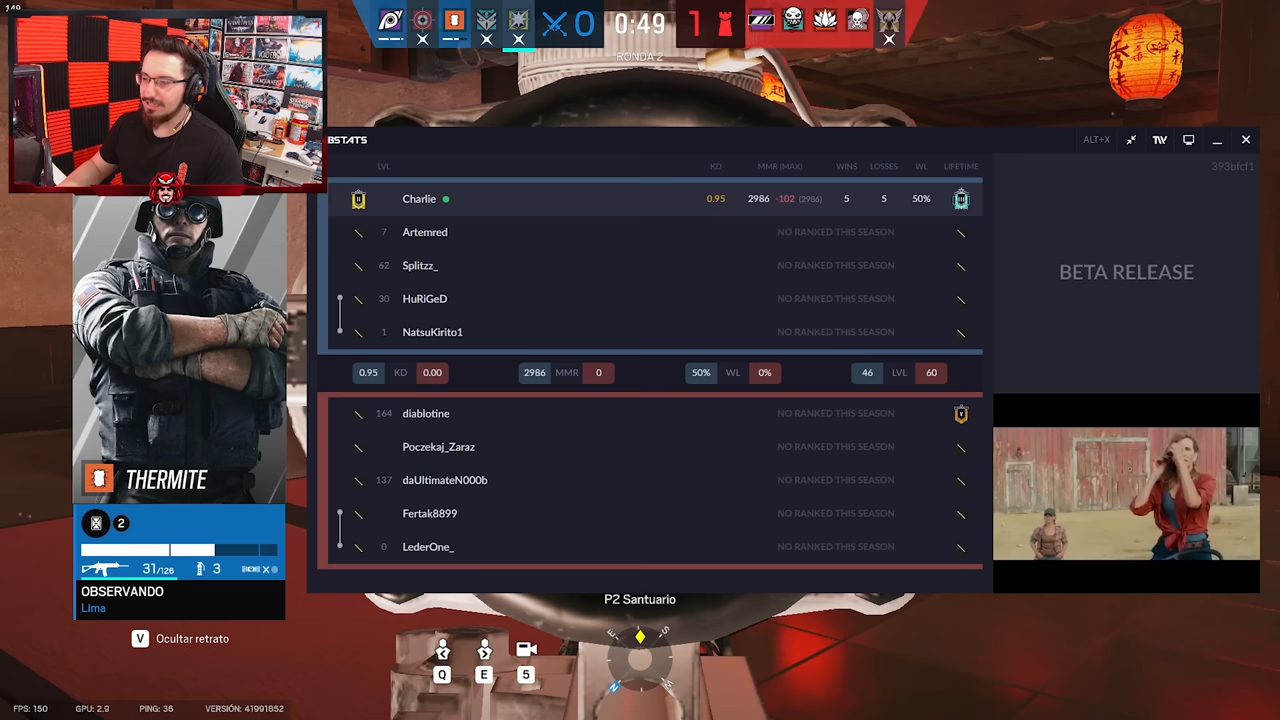 149
0 0:49 1
RONDA 2
BSTATS ALT+X
LVL KD MMR (MAX) WINS LOSSES WL LIFETIME 393bfcf1
Charlie 0.95 2986 -102 (2986) 5 5 50%
7 Artemred NO RANKED THIS SEASON
62 Splitzz_ NO RANKED THIS SEASON
BETA RELEASE
30 HuRiGeD NO RANKED THIS SEASON
1 NatsuKirito1 NO RANKED THIS SEASON
0.95 KD 0.00 2986 MMR 0 50% WL 0% 46 LVL 60
164 diablotine NO RANKED THIS SEASON
Poczekaj_Zaraz NO RANKED THIS SEASON
137 daUltimateN000b NO RANKED THIS SEASON
Fertak8899 NO RANKED THIS SEASON
0 LederOne_ NO RANKED THIS SEASON
THERMITE
2
31/126 3
OBSERVANDO
Lima
V Ocultar retrato
P2 Santuario
E S
N W
Q E 5
FPS: 150 GPU: 2.9 PING: 36 VERSIÓN: 41991852